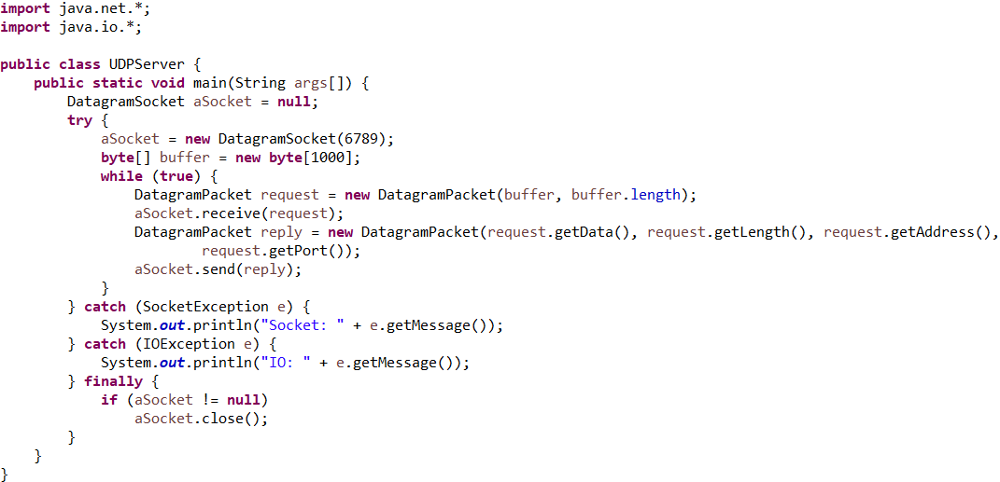 import java.net.*;
import java.io.*;

public class UDPServer {
    public static void main(String args[]) {
        DatagramSocket aSocket = null;
        try {
            aSocket = new DatagramSocket(6789);
            byte[] buffer = new byte[1000];
            while (true) {
                DatagramPacket request = new DatagramPacket(buffer, buffer.length);
                aSocket.receive(request);
                DatagramPacket reply = new DatagramPacket(request.getData(), request.getLength(), request.getAddress(),
                        request.getPort());
                aSocket.send(reply);
            }
        } catch (SocketException e) {
            System.out.println("Socket: " + e.getMessage());
        } catch (IOException e) {
            System.out.println("IO: " + e.getMessage());
        } finally {
            if (aSocket != null)
                aSocket.close();
        }
    }
}